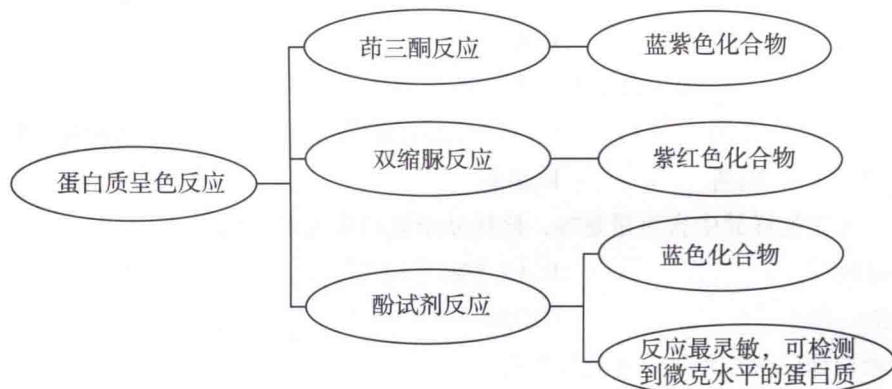 茚三酮反应
蓝紫色化合物
蛋白质呈色反应
双缩脲反应
紫红色化合物
酚试剂反应
蓝色化合物
反应最灵敏，可检测
到微克水平的蛋白质